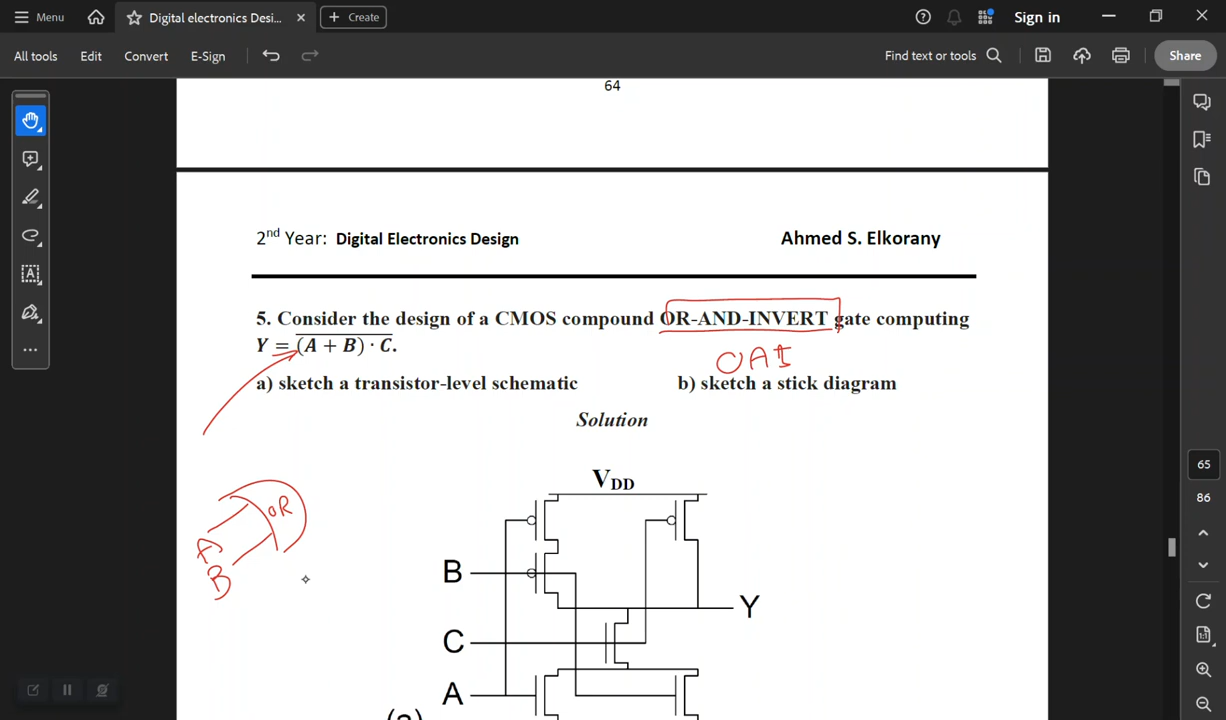 Menu
Digital electronics Desi...
Create
Sign in
All tools
Edit
Convert
E-Sign
Find text or tools
Share
64
2nd Year: Digital Electronics Design
Ahmed S. Elkorany
5. Consider the design of a CMOS compound OR-AND-INVERT gate computing
Y = (A + B) · C.
OAI
a) sketch a transistor-level schematic
b) sketch a stick diagram
Solution
VDD
OR
A
B
B
Y
C
A
(a)
65
86
1:1